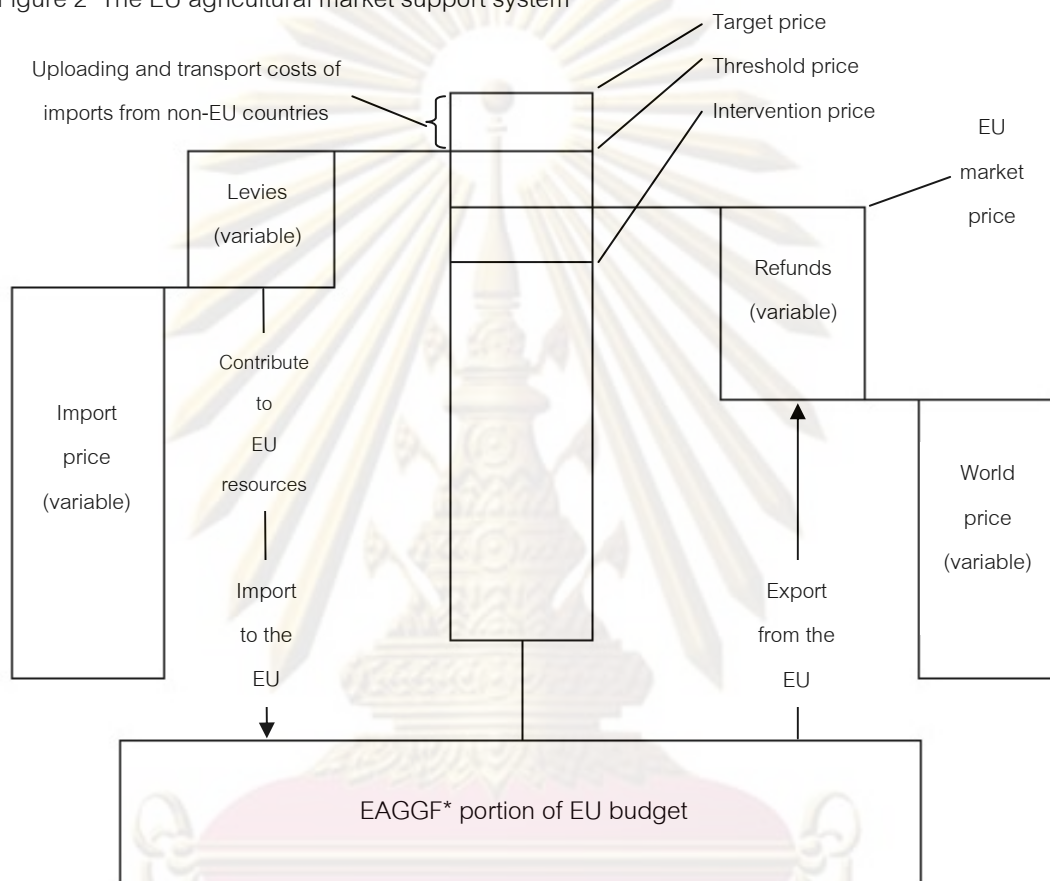 Figure 2 The EU agricultural market support system
Target price
Uploading and transport costs of
imports from non-EU countries
Threshold price
Intervention price
EU
market
price
Levies
(variable)
Refunds
(variable)
Contribute
to
EU
resources
Import
price
(variable)
World
price
(variable)
Import
to the
EU
Export
from the
EU
EAGGF* portion of EU budget